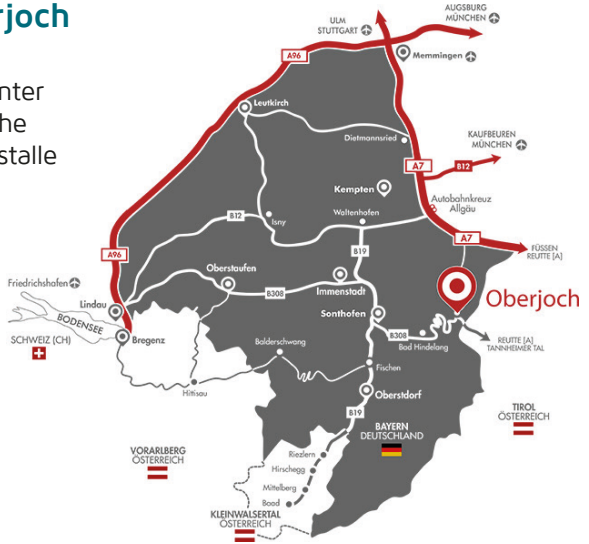 rjoch
nter
he
stalle
AUGSBURG
MÜNCHEN
ULM
STUTTGART
A96
Memmingen
Leutkirch
Dietmannsried
KAUFBEUREN
MÜNCHEN
A7
B12
Kempten
Autobahnkreuz
Allgäu
B12
Isny
Waltenhofen
A7
B19
FÜSSEN
REUTTE [A]
A96
Oberstaufen
Friedrichshafen
B308
Immenstadt
Oberjoch
Lindau
BODENSEE
Sonthofen
B308
Bad Hindelang
SCHWEIZ (CH)
Bregenz
REUTTE [A]
TANNHEIMER TAL
Balderschwang
Fischen
Hittisau
Oberstdorf
B19
TIROL
ÖSTERREICH
BAYERN
DEUTSCHLAND
VORARLBERG
ÖSTERREICH
Riezlern
Hirschegg
Mittelberg
Baad
KLEINWALSERTAL
ÖSTERREICH